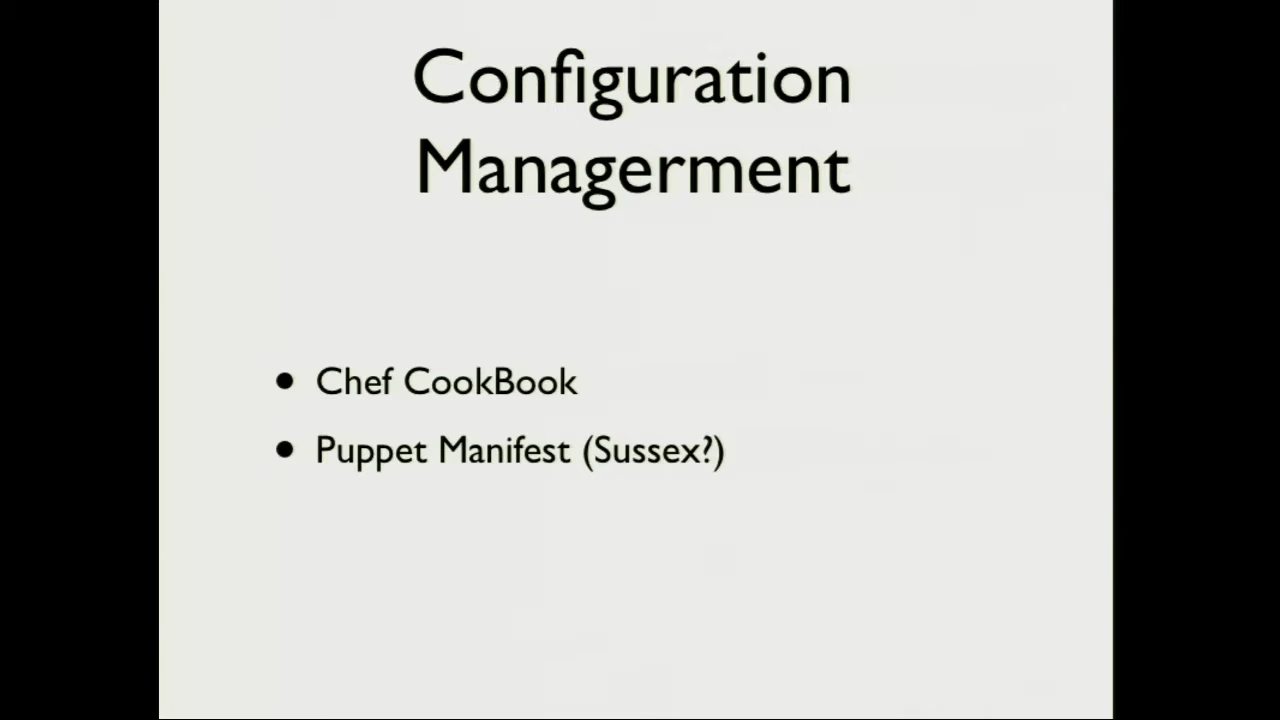 Configuration
Managerment
• Chef CookBook
• Puppet Manifest (Sussex?)